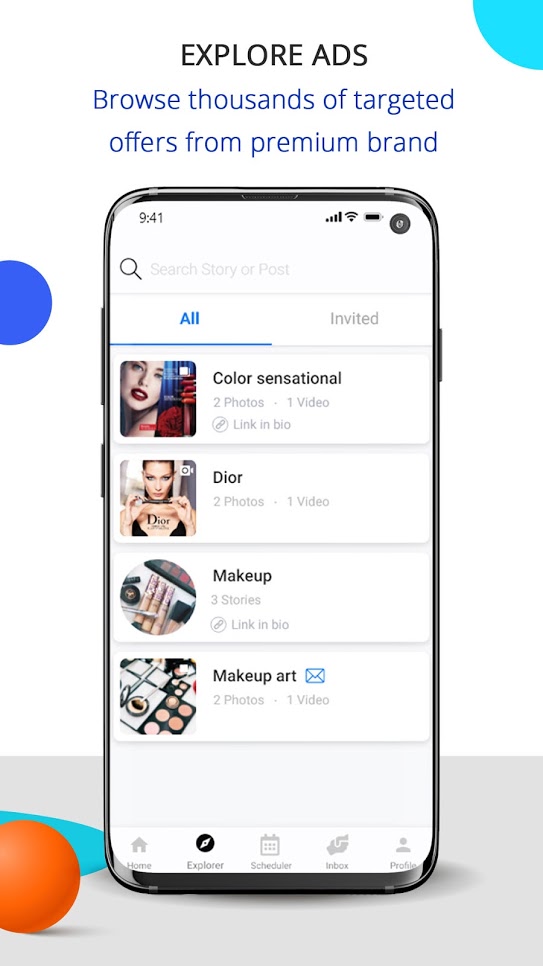 EXPLORE ADS
Browse thousands of targeted
offers from premium brand
9:41
Search Story or Post
All
Invited
Color sensational
2 Photos - 1 Video
Link in bio
Dior
2 Photos - 1 Video
Dior
Makeup
3 Stories
Link in bio
Makeup art
2 Photos - 1 Video
Home
Explorer
Scheduler
Inbox
Profile